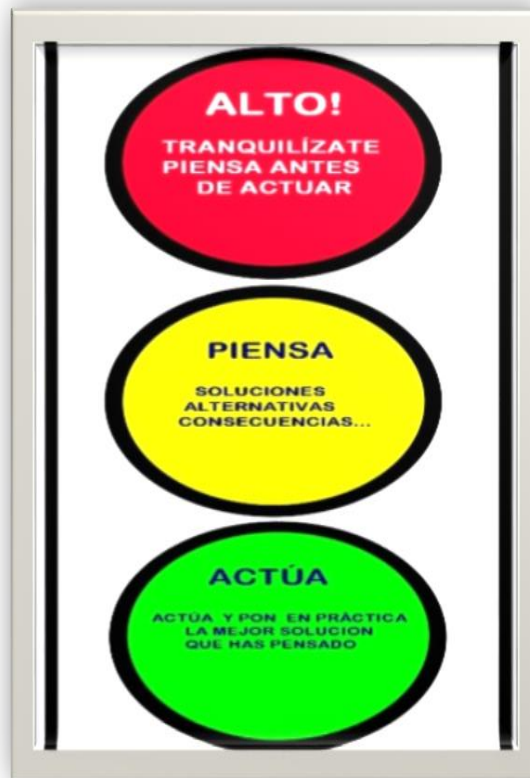 ALTO!
TRANQUILÍZATE
PIENSA ANTES
DE ACTUAR
PIENSA
SOLUCIONES
ALTERNATIVAS
CONSECUENCIAS...
ACTÚA
ACTÚA Y PON EN PRÀCTICA
LA MEJOR SOLUCION
QUE HAS PENSADO